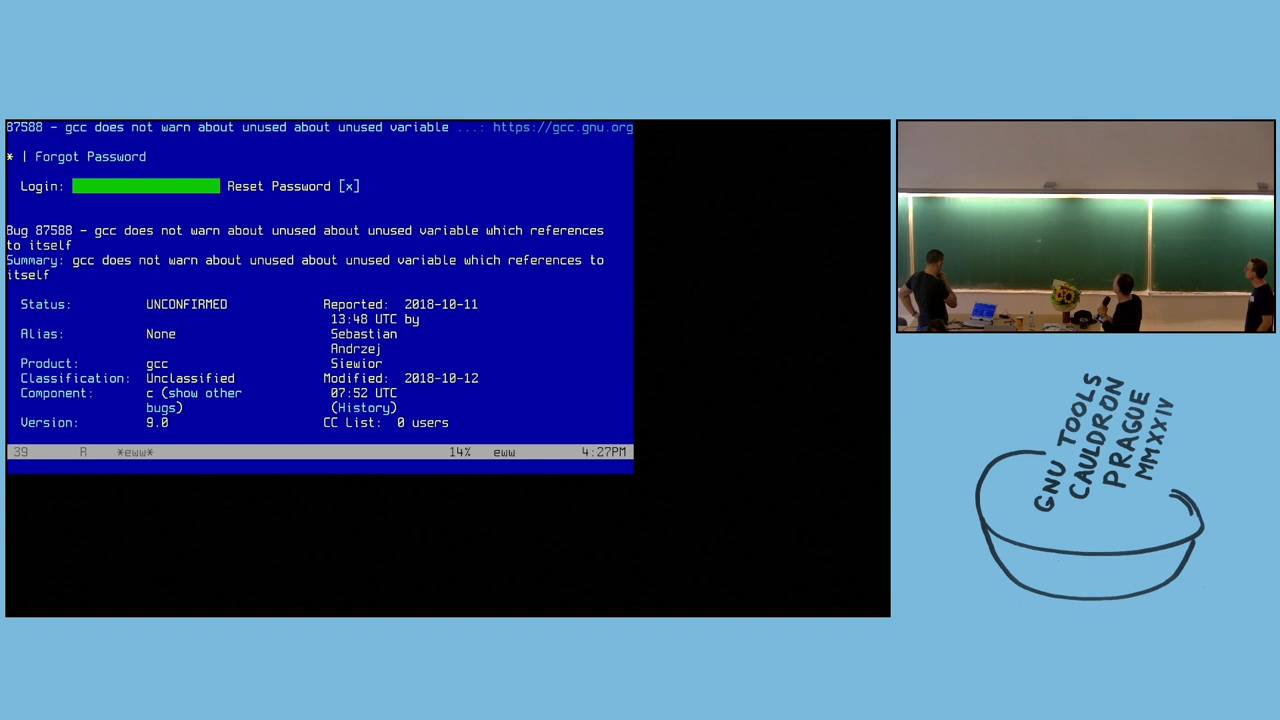 87588 - gcc does not warn about unused about unused variable ...: https://gcc.gnu.org
* | Forgot Password
Login: Reset Password [x]
Bug 87588 - gcc does not warn about unused about unused variable which references
to itself
Summary: gcc does not warn about unused about unused variable which references to
itself
Status: UNCONFIRMED Reported: 2018-10-11
13:48 UTC by
Alias: None Sebastian
Andrzej
Product: gcc Siewior
Classification: Unclassified Modified: 2018-10-12
Component: c (show other 07:52 UTC
bugs) (History)
Version: 9.0 CC List: 0 users
39 R *eww* 14% eww 4:27PM
GNU TOOLS
CAULDRON
PRAGUE
MMXXIV